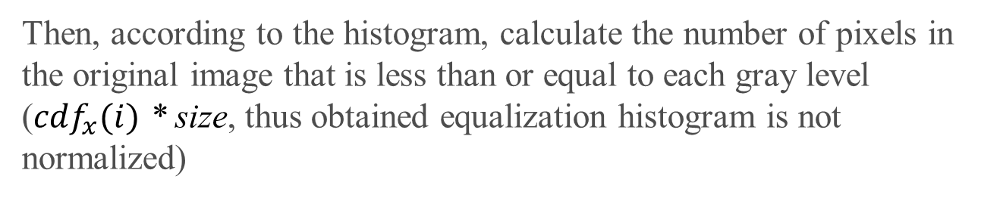 Then, according to the histogram, calculate the number of pixels in
the original image that is less than or equal to each gray level
(cdfₓ(i) * size, thus obtained equalization histogram is not
normalized)